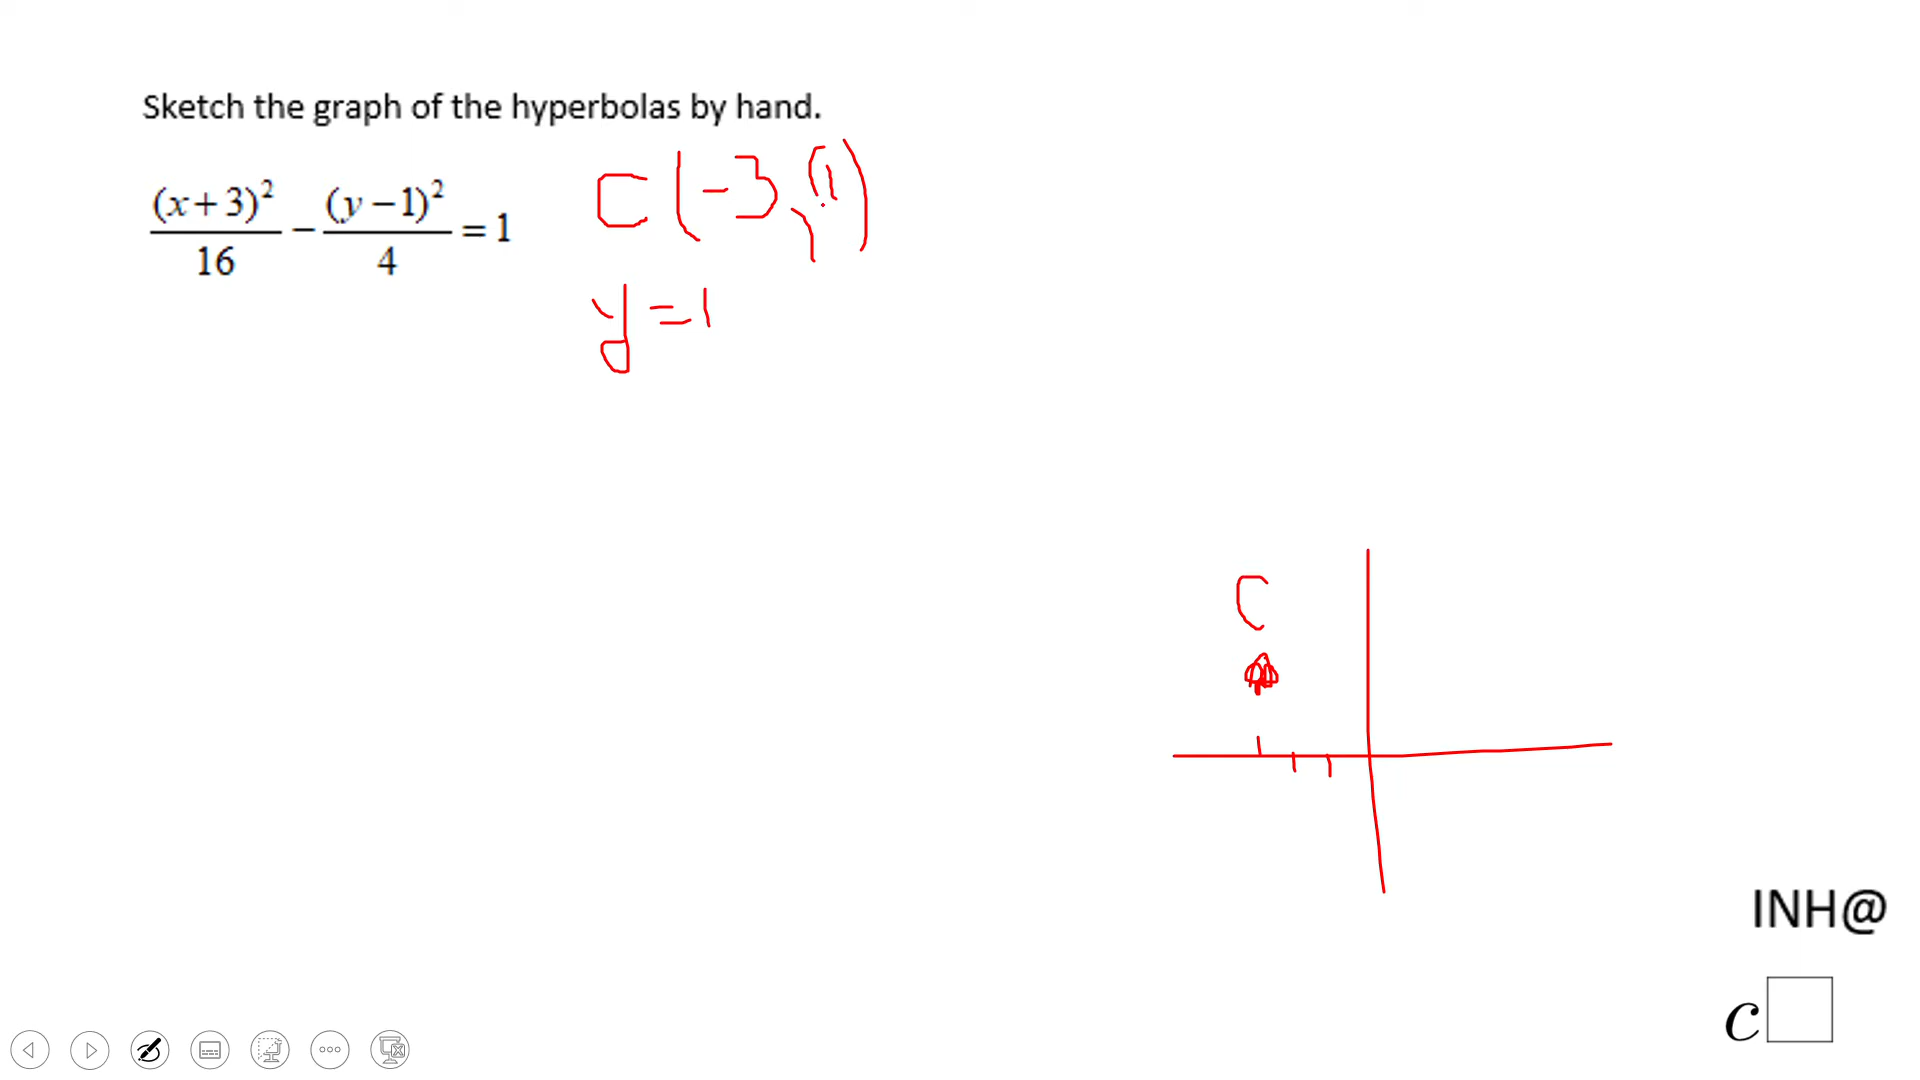 Sketch the graph of the hyperbolas by hand.
(x+3)²/16 − (y−1)²/4 = 1
C(-3, 1)
y = 1
C
INH@
c